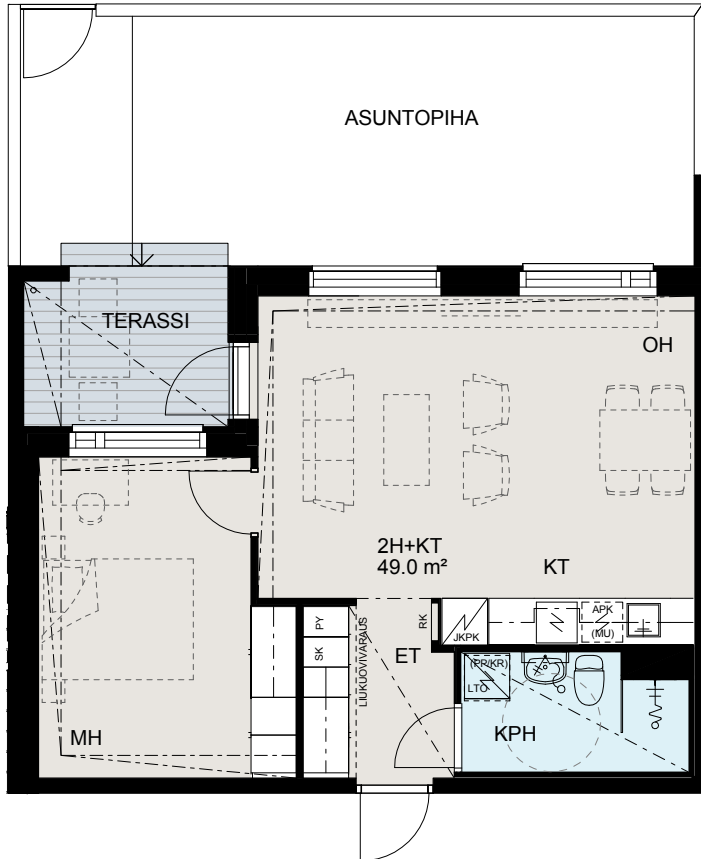 ASUNTOPIHA
TERASSI
OH
2H+KT
49.0 m²
KT
PY
SK
LIUKUOVIVARAUS
ET
RK
JKPK
APK
(MU)
(PP/KR)
LTO
KPH
MH